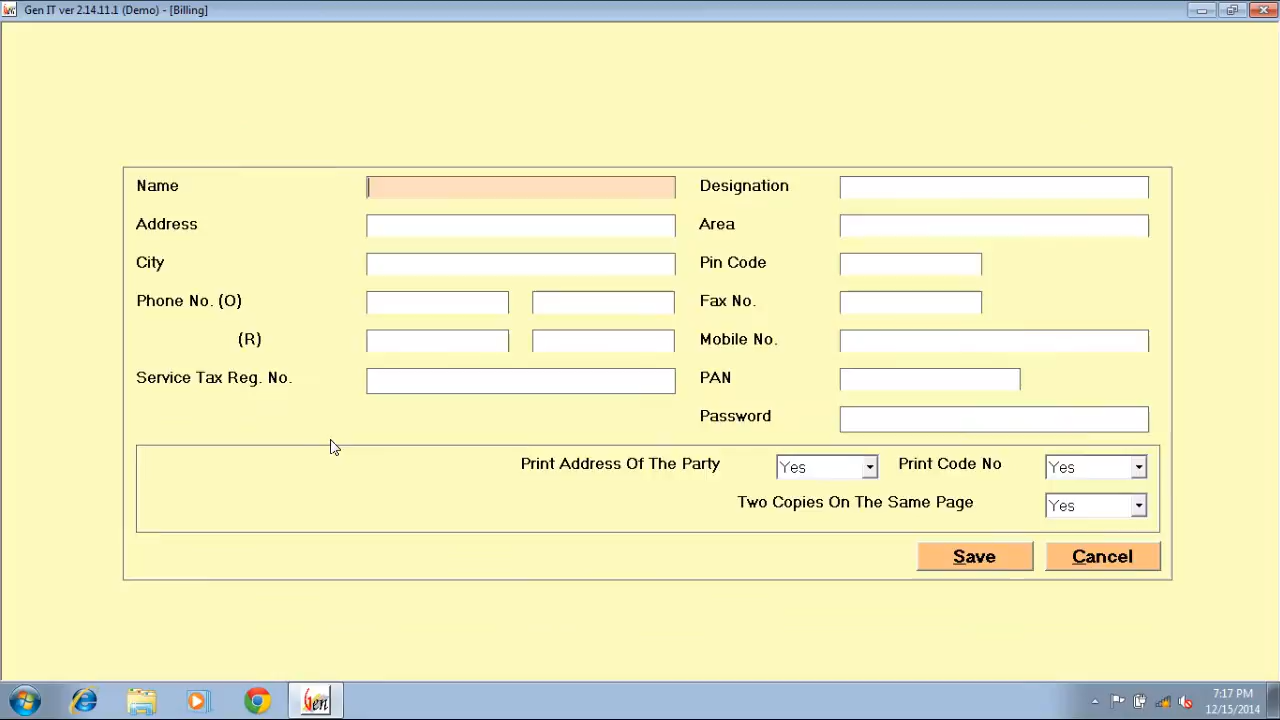 Gen IT ver 2.14.11.1 (Demo) - [Billing]
Name Designation
Address Area
City Pin Code
Phone No. (O) Fax No.
(R) Mobile No.
Service Tax Reg. No. PAN
Password
Print Address Of The Party Yes Print Code No Yes
Two Copies On The Same Page Yes
Save Cancel
Gen 7:17 PM
12/15/2014